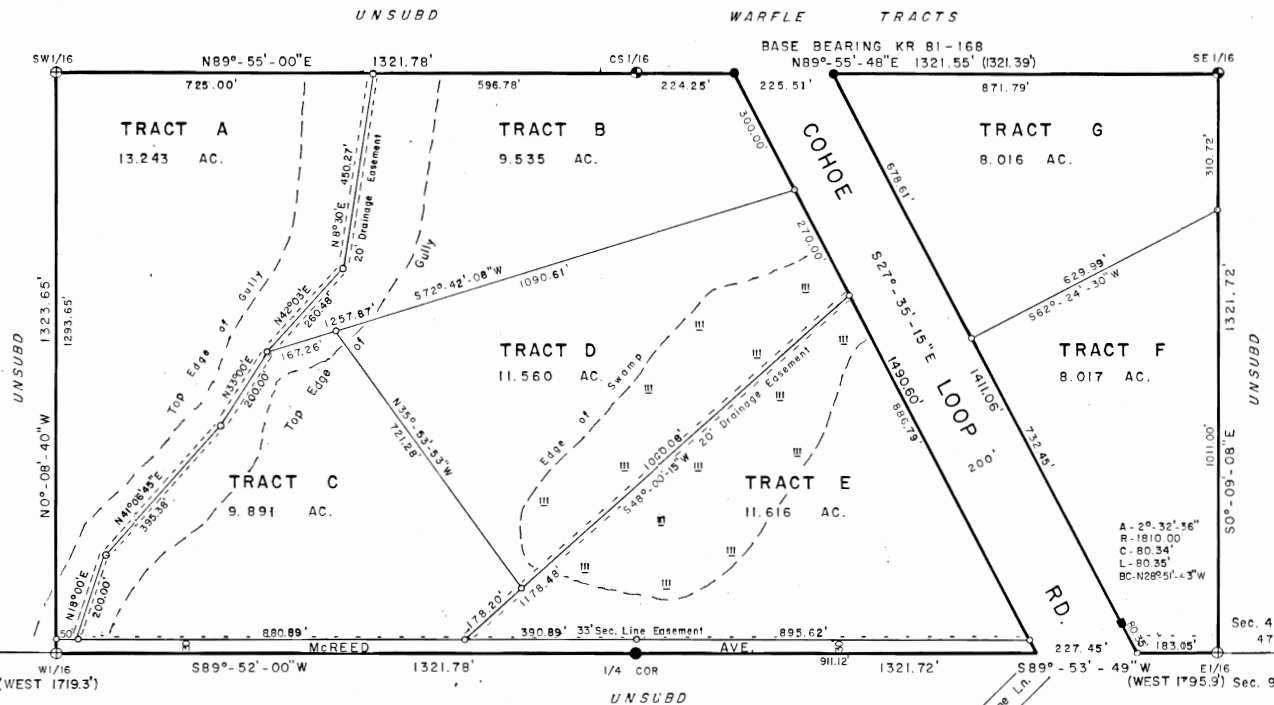 UNSUBD
WARFLE TRACTS
BASE BEARING KR 81-168
SW 1/16
N89°-55'-00"E 1321.78'
CS 1/16
N89°-55'-48"E 1321.55' (1321.39')
SE 1/16
725.00'
596.78'
224.25'
225.51'
871.79'
TRACT A
13.243 AC.
TRACT B
9.535 AC.
TRACT G
8.016 AC.
300.00'
COHOE
LOOP
RD.
678.61'
310.72'
N8°30'E 450.27'
20' Drainage Easement
Top Edge of Gully
Top Edge of Gully
N42°03'E
260.48'
S72°-42'-08"W
1090.61'
1257.87'
167.26'
270.00'
S27°-35'-15"E
629.99'
S62°-24'-30"W
UNSUBD
1323.65'
1293.65'
N0°-08'-40"W
N33°00'E
200.00'
TRACT D
11.560 AC.
Edge of Swamp
TRACT F
8.017 AC.
1321.72'
UNSUBD
1490.60'
886.79'
1411.06'
732.45'
200'
1011.00'
S0°-09'-08"E
N35°-53'-53"W
721.28'
1000.08'
S48°-00'-15"W 20' Drainage Easement
N41°06'45"E
395.38'
TRACT C
9.891 AC.
TRACT E
11.616 AC.
A - 2°-32'-36"
R - 1810.00
C - 80.34'
L - 80.35'
BC-N28°51'-43"W
N18°00'E
200.00'
178.20'
1178.48'
80.35'
50'
880.89'
390.89'
33' Sec. Line Easement
895.62'
183.05'
Sec. 4
McREED
AVE.
30
30
911.12'
227.45'
W1/16
S89°-52'-00"W
1321.78'
1/4 COR
1321.72'
S89°-53'-49"W
E1/16
(WEST 1719.3')
UNSUBD
(WEST 1795.9) Sec. 9
Ln.